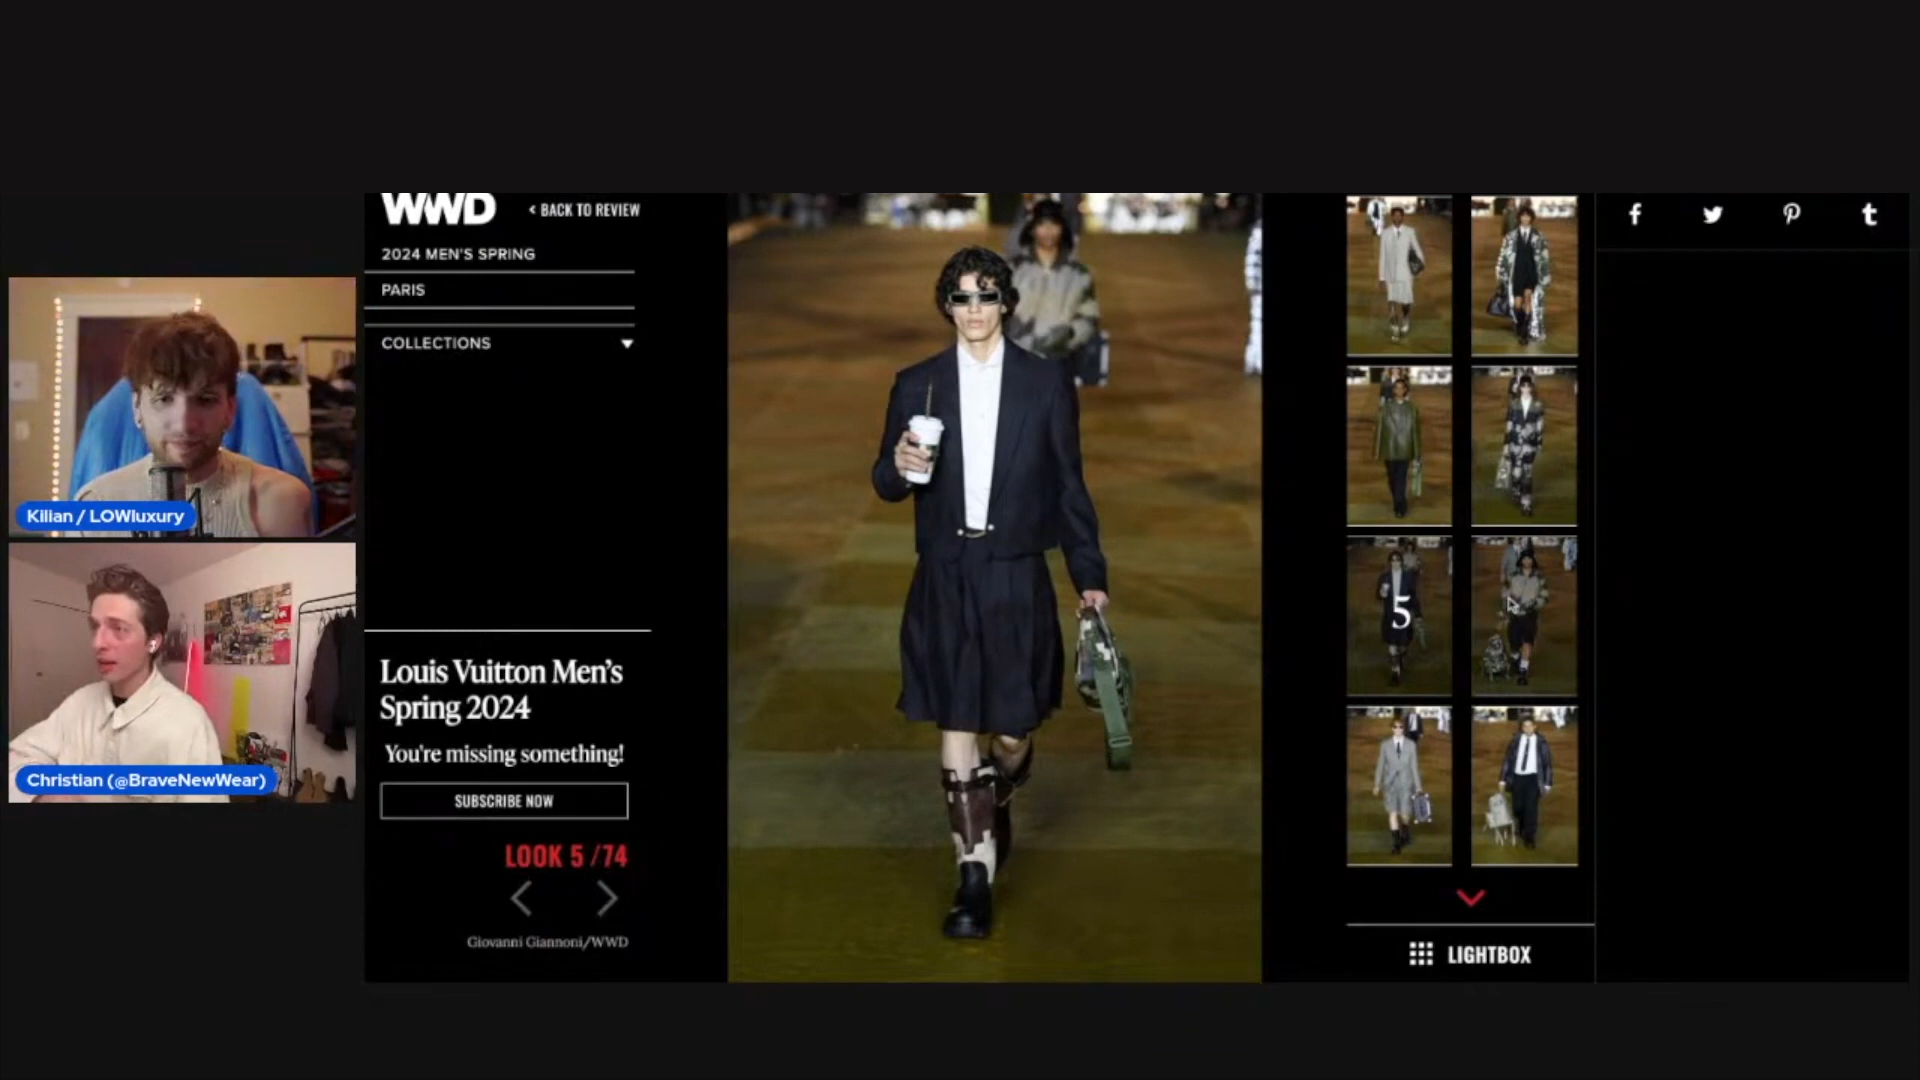 WWD
< BACK TO REVIEW
2024 MEN'S SPRING
PARIS
COLLECTIONS
Kilian / LOWluxury
Christian (@BraveNewWear)
Louis Vuitton Men's
Spring 2024
You're missing something!
SUBSCRIBE NOW
LOOK 5 /74
Giovanni Giannoni/WWD
5
LIGHTBOX